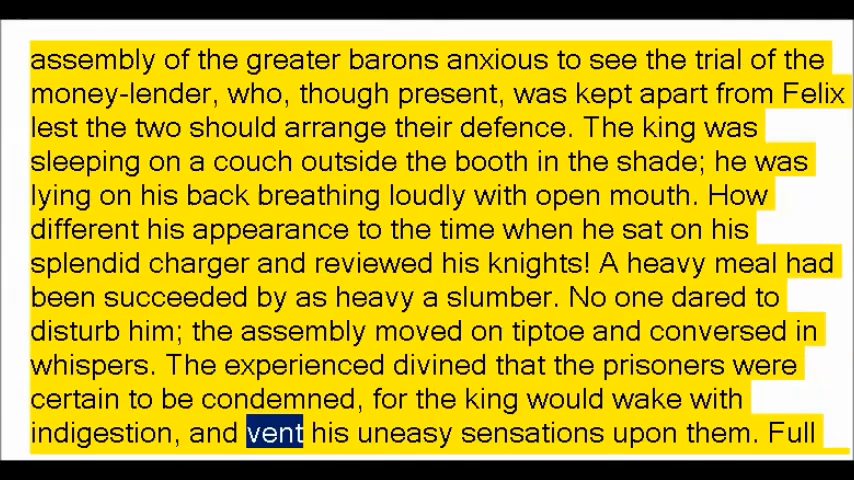 assembly of the greater barons anxious to see the trial of the
money-lender, who, though present, was kept apart from Felix
lest the two should arrange their defence. The king was
sleeping on a couch outside the booth in the shade; he was
lying on his back breathing loudly with open mouth. How
different his appearance to the time when he sat on his
splendid charger and reviewed his knights! A heavy meal had
been succeeded by as heavy a slumber. No one dared to
disturb him; the assembly moved on tiptoe and conversed in
whispers. The experienced divined that the prisoners were
certain to be condemned, for the king would wake with
indigestion, and vent his uneasy sensations upon them. Full